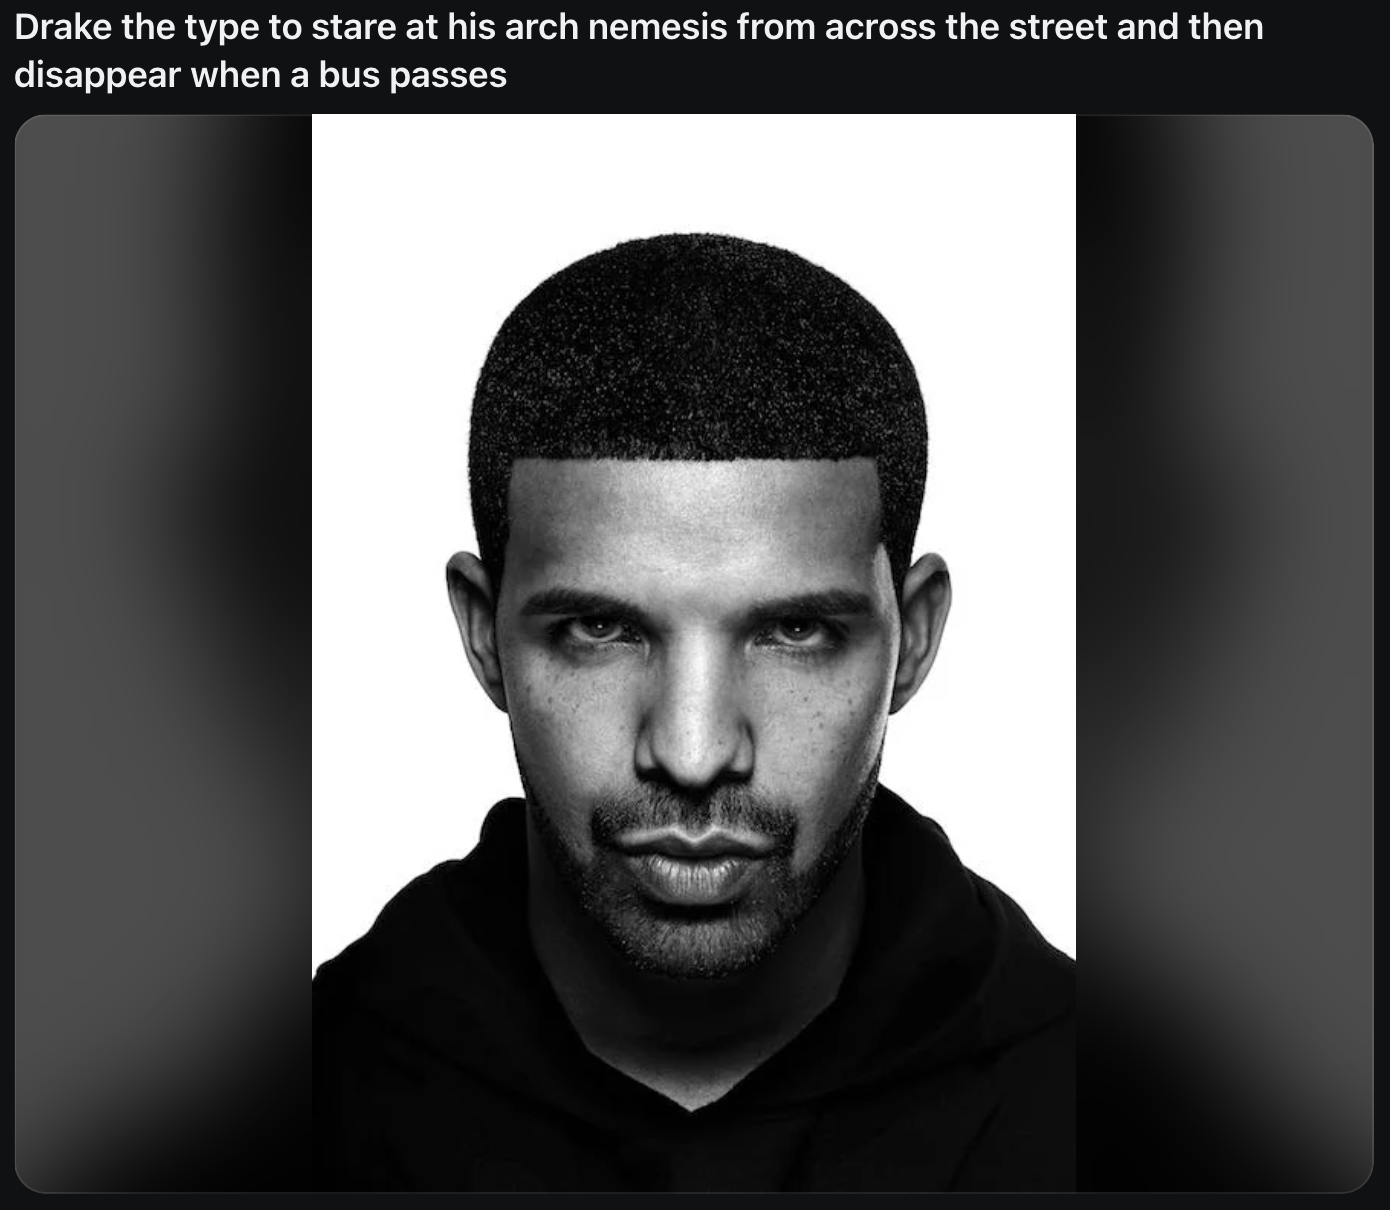 Drake the type to stare at his arch nemesis from across the street and then
disappear when a bus passes